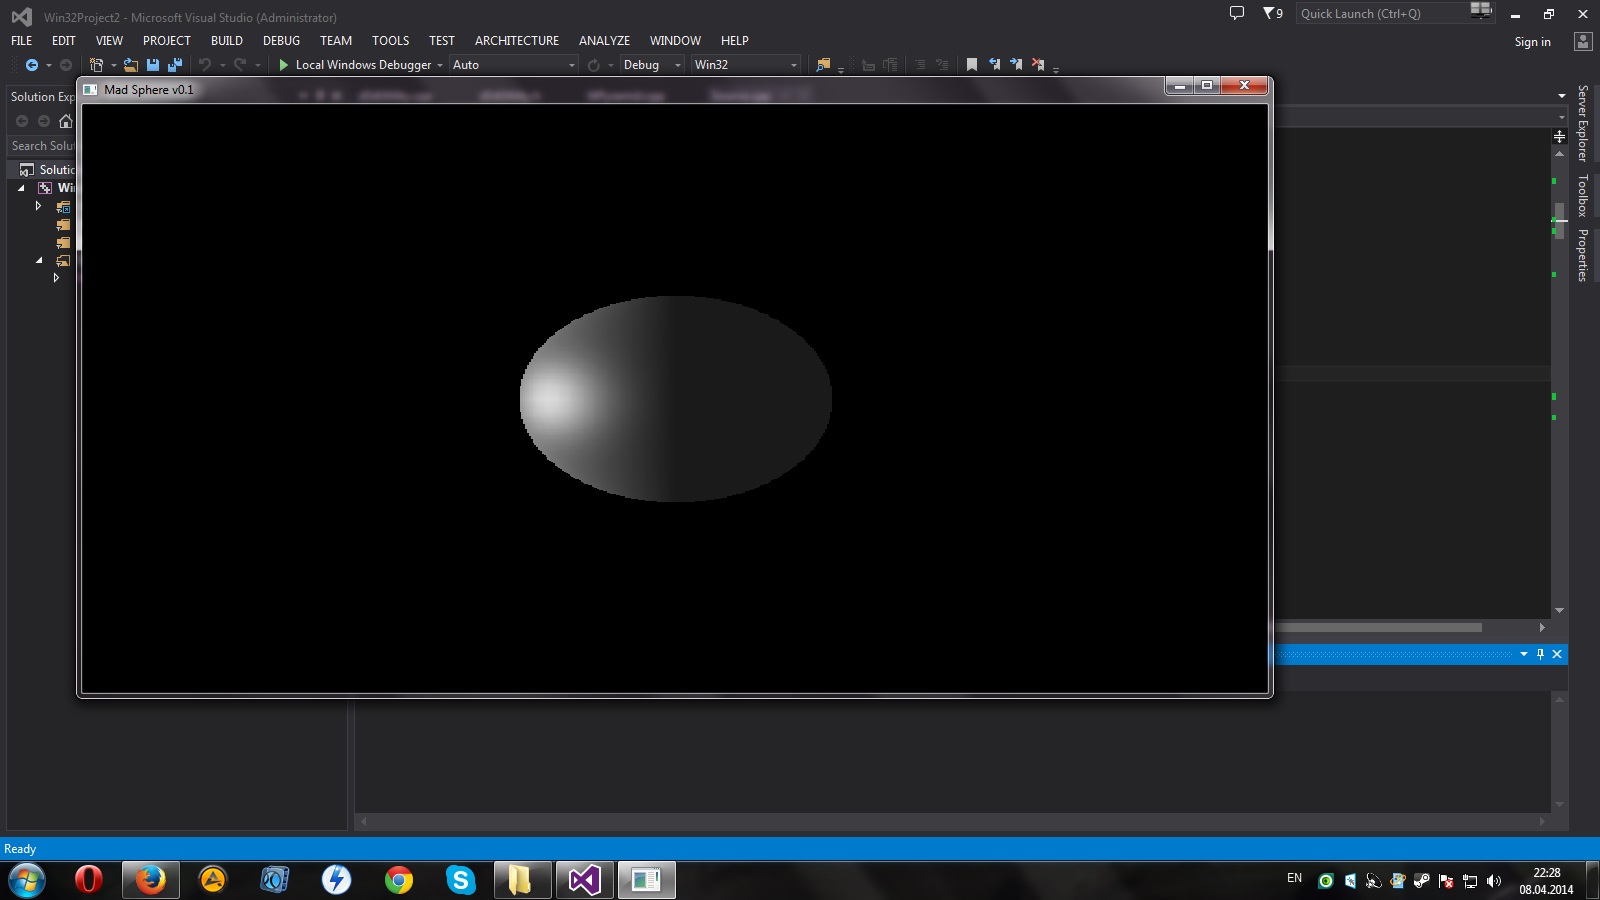 Win32Project2 - Microsoft Visual Studio (Administrator)
9
Quick Launch (Ctrl+Q)
FILE EDIT VIEW PROJECT BUILD DEBUG TEAM TOOLS TEST ARCHITECTURE ANALYZE WINDOW HELP
Sign in
Local Windows Debugger Auto Debug Win32
Mad Sphere v0.1
Solution Exp
Search Solu
Solutic
Wi
Server Explorer
Toolbox
Properties
Ready
EN
22:28
08.04.2014